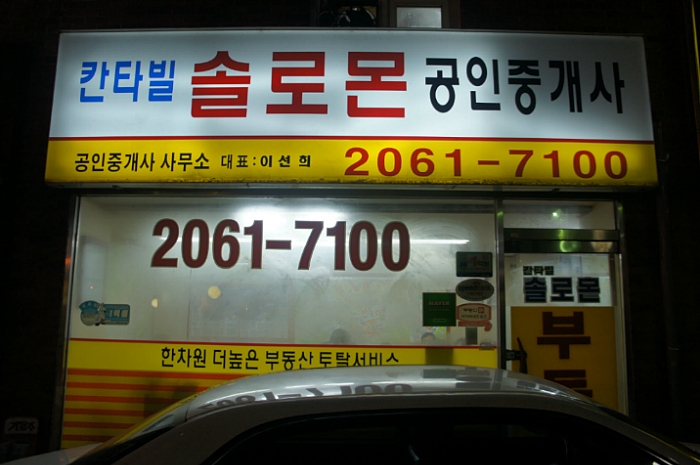 칸타빌 솔로몬 공인중개사
공인중개사 사무소 대표:이선희 2061-7100
2061-7100
한차원 더높은 부동산 토탈서비스
칸타빌
솔로몬
부